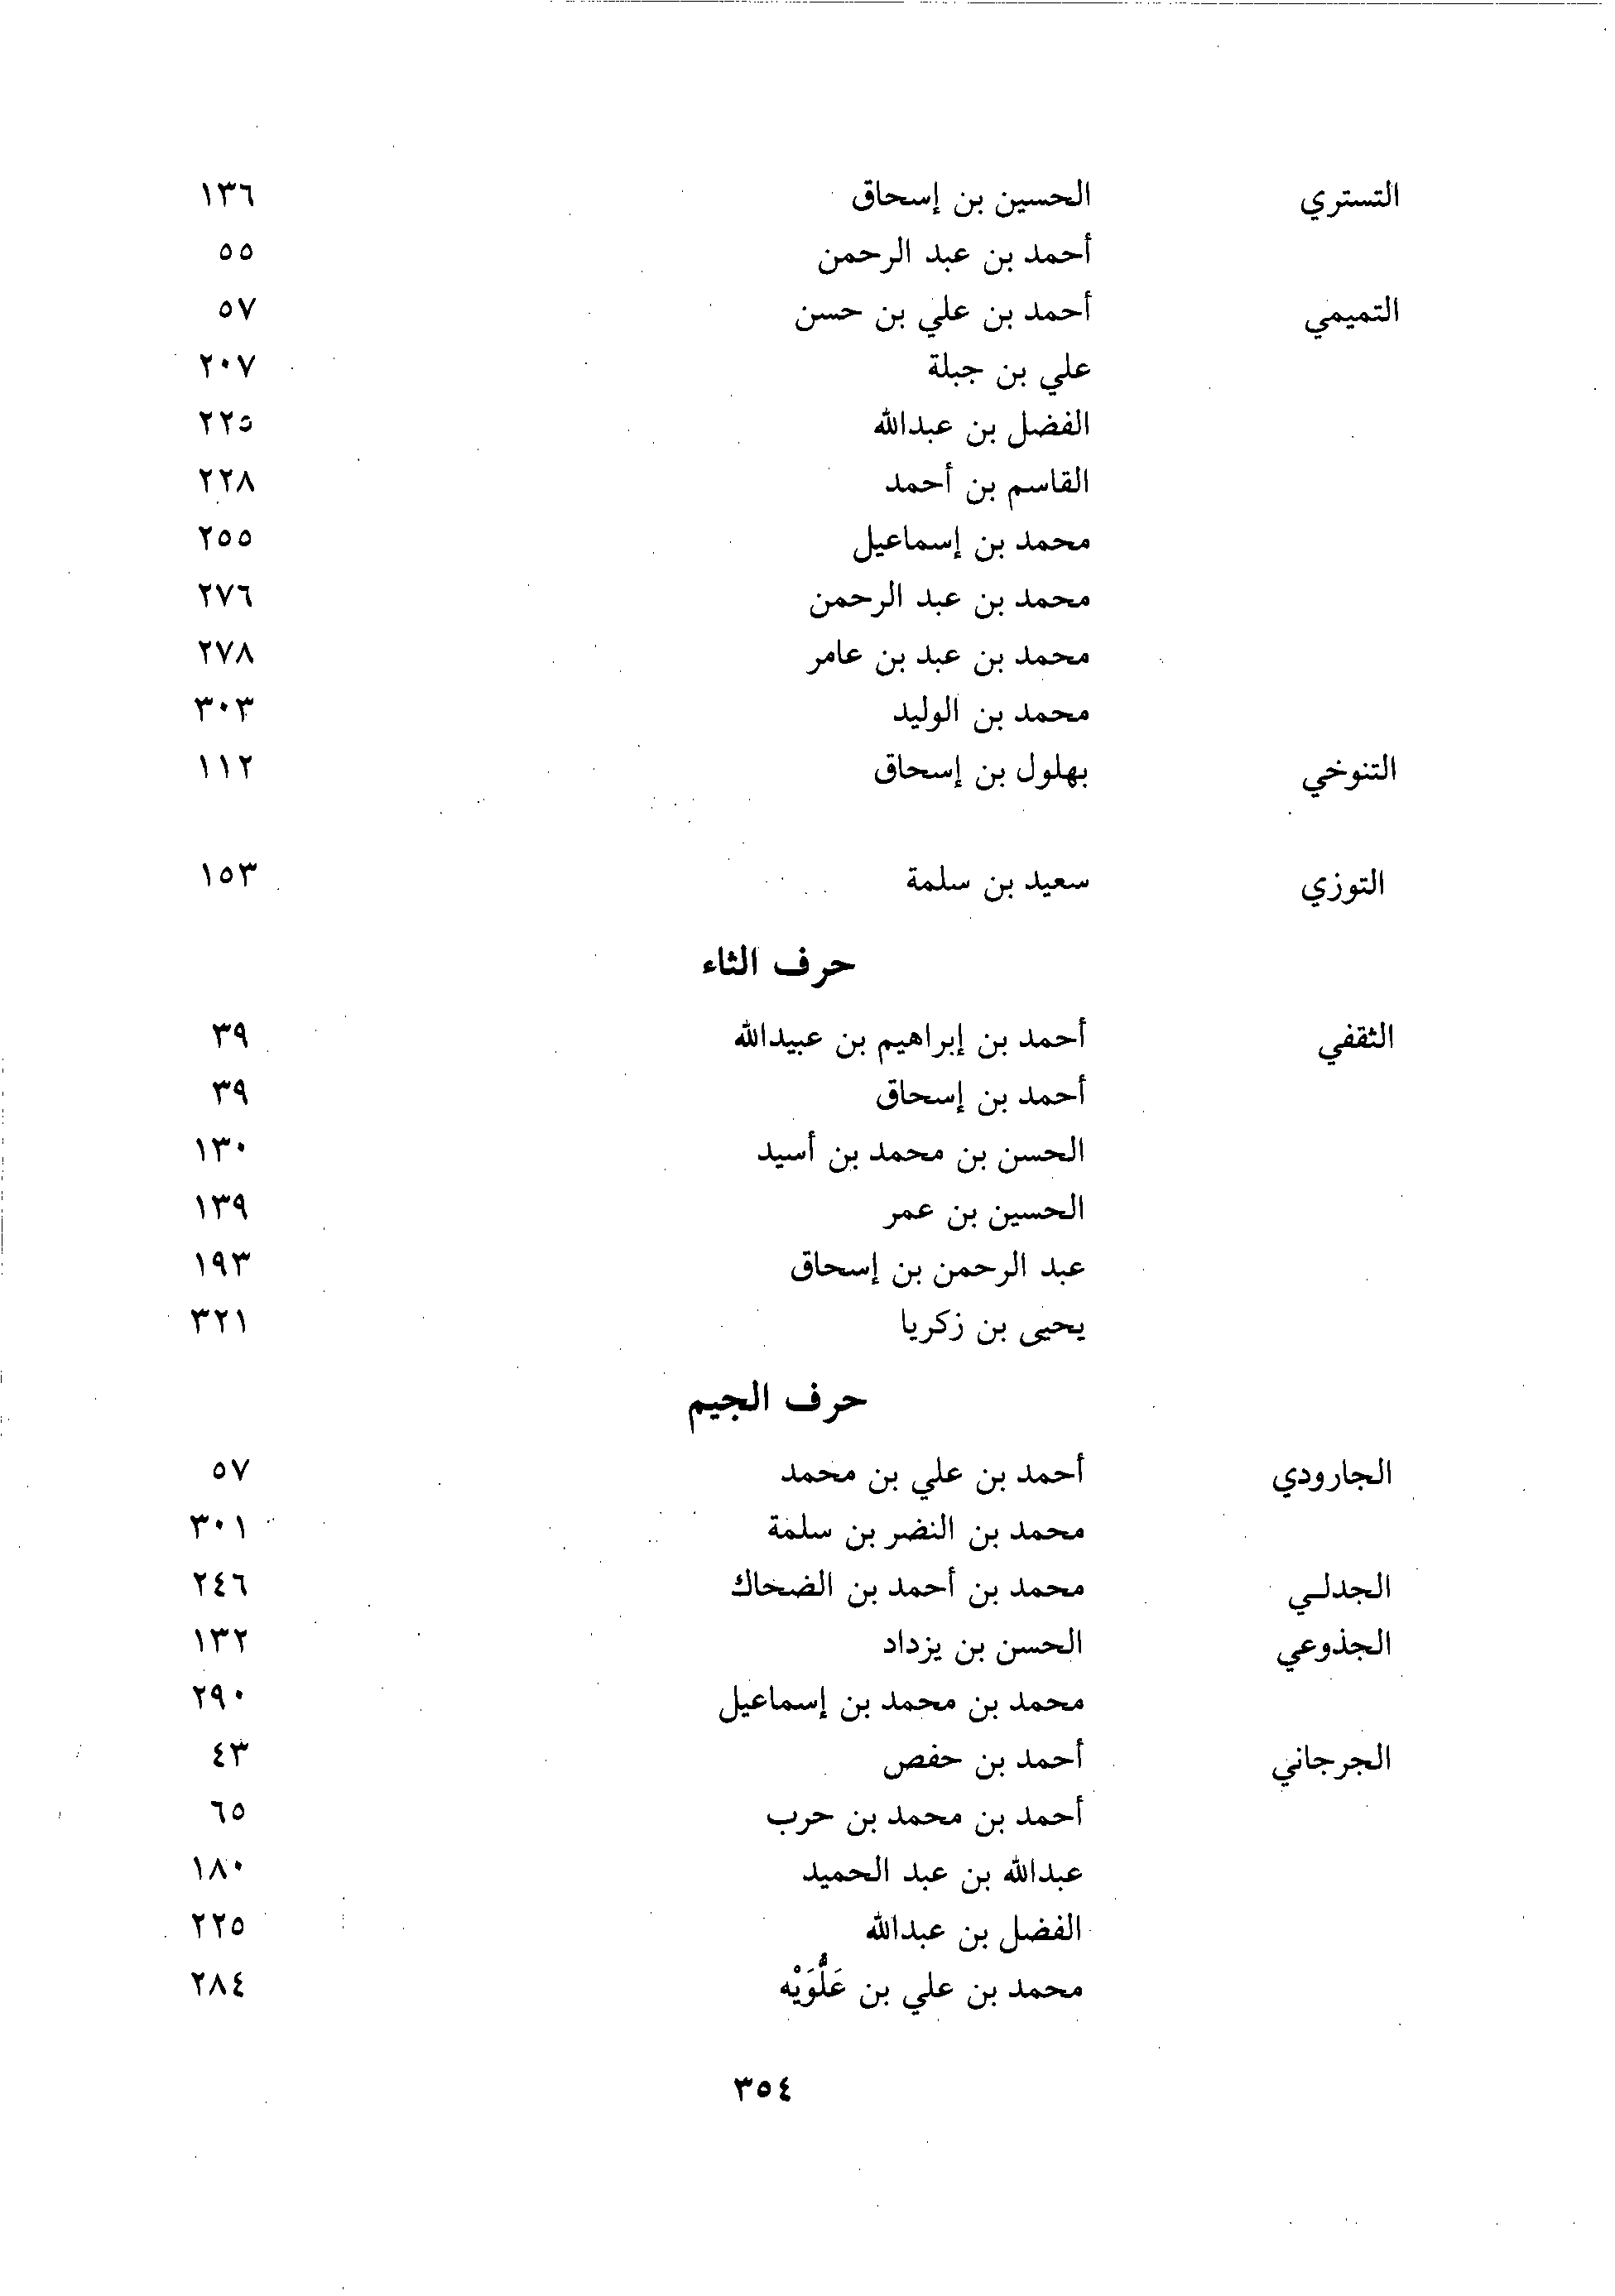 التستري الحسين بن إسحاق ١٣٦
أحمد بن عبد الرحمن ٥٥
التميمي أحمد بن علي بن حسن ٥٧
علي بن جبلة ٢٠٧
الفضل بن عبدالله ٢٢٥
القاسم بن أحمد ٢٢٨
محمد بن إسماعيل ٢٥٥
محمد بن عبد الرحمن ٢٧٦
محمد بن عبد بن عامر ٢٧٨
محمد بن الوليد ٣٠٣
التنوخي بهلول بن إسحاق ١١٢
التوزي سعيد بن سلمة ١٥٣
حرف الثاء
الثقفي أحمد بن إبراهيم بن عبيدالله ٣٩
أحمد بن إسحاق ٣٩
الحسن بن محمد بن أسيد ١٣٠
الحسين بن عمر ١٣٩
عبد الرحمن بن إسحاق ١٩٣
يحيى بن زكريا ٣٢١
حرف الجيم
الجارودي أحمد بن علي بن محمد ٥٧
محمد بن النضر بن سلمة ٣٠١
الجدلـي محمد بن أحمد بن الضحاك ٢٤٦
الجذوعي الحسن بن يزداد ١٣٢
محمد بن محمد بن إسماعيل ٢٩٠
الجرجاني أحمد بن حفص ٤٣
أحمد بن محمد بن حرب ٦٥
عبدالله بن عبد الحميد ١٨٠
الفضل بن عبدالله ٢٢٥
محمد بن علي بن عَلُّوَيْه ٢٨٤
٣٥٤